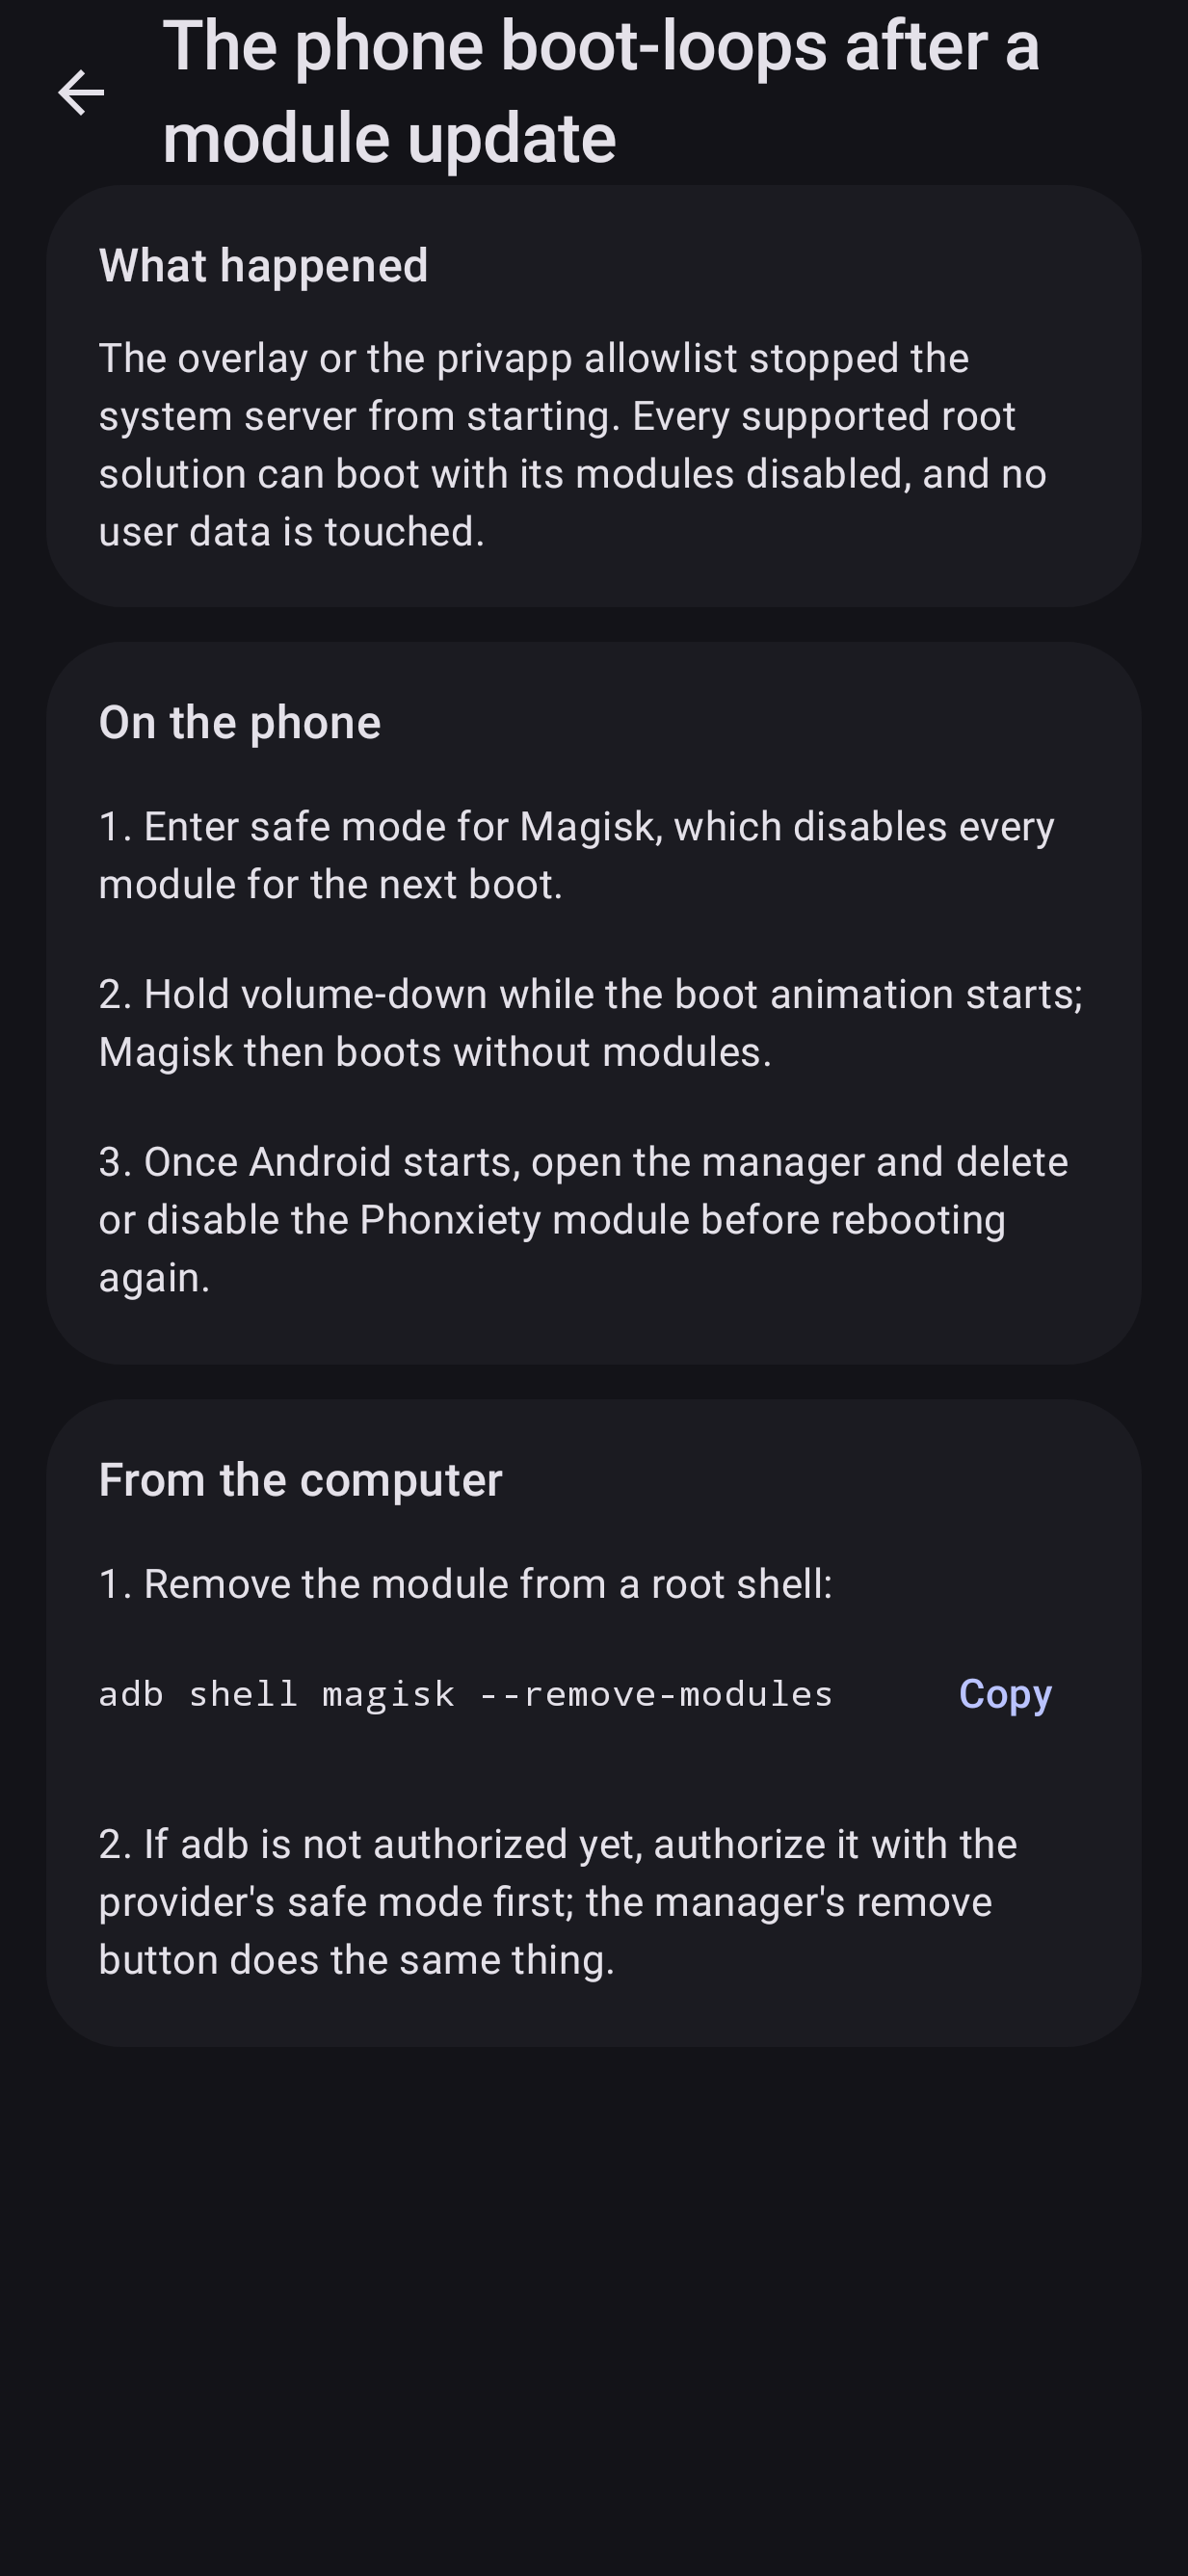 The phone boot-loops after a
module update
What happened
The overlay or the privapp allowlist stopped the
system server from starting. Every supported root
solution can boot with its modules disabled, and no
user data is touched.
On the phone
1. Enter safe mode for Magisk, which disables every
module for the next boot.
2. Hold volume-down while the boot animation starts;
Magisk then boots without modules.
3. Once Android starts, open the manager and delete
or disable the Phonxiety module before rebooting
again.
From the computer
1. Remove the module from a root shell:
adb shell magisk --remove-modules Copy
2. If adb is not authorized yet, authorize it with the
provider's safe mode first; the manager's remove
button does the same thing.